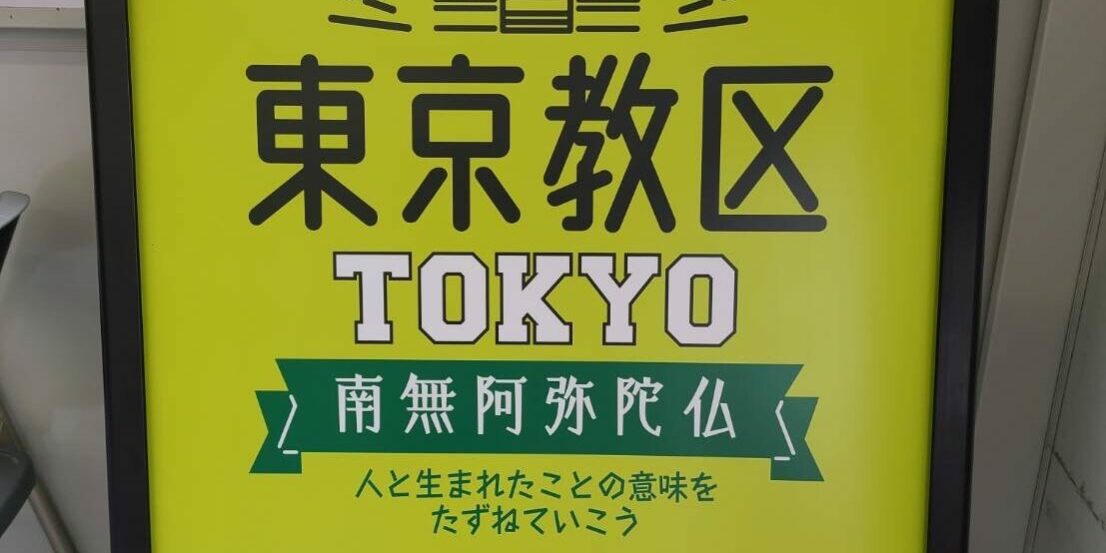 東京教区
TOKYO
南無阿弥陀仏
人と生まれたことの意味を
たずねていこう